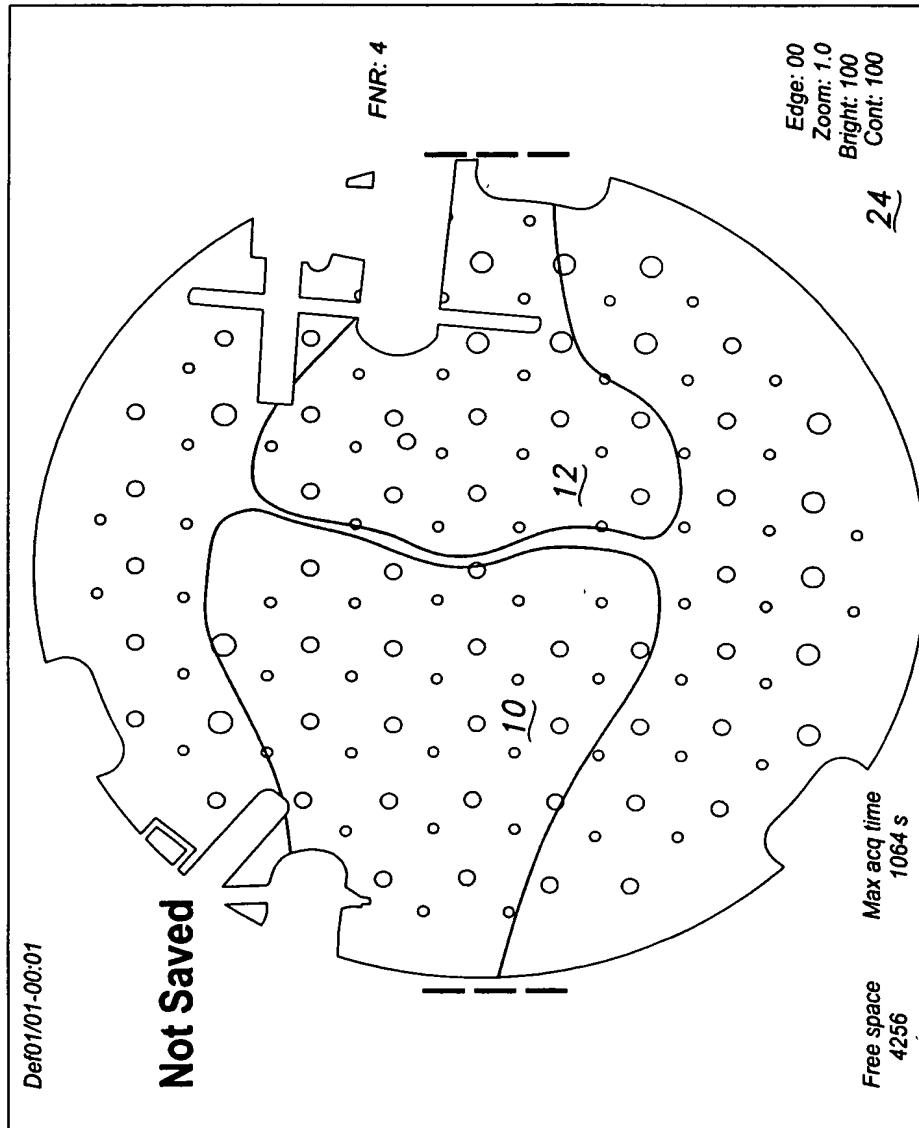 Def01/01-00:01
Not Saved
FNR: 4
10
12
Free space
4256
Max acq time
1064 s
Edge: 00
Zoom: 1.0
Bright: 100
Cont: 100
24